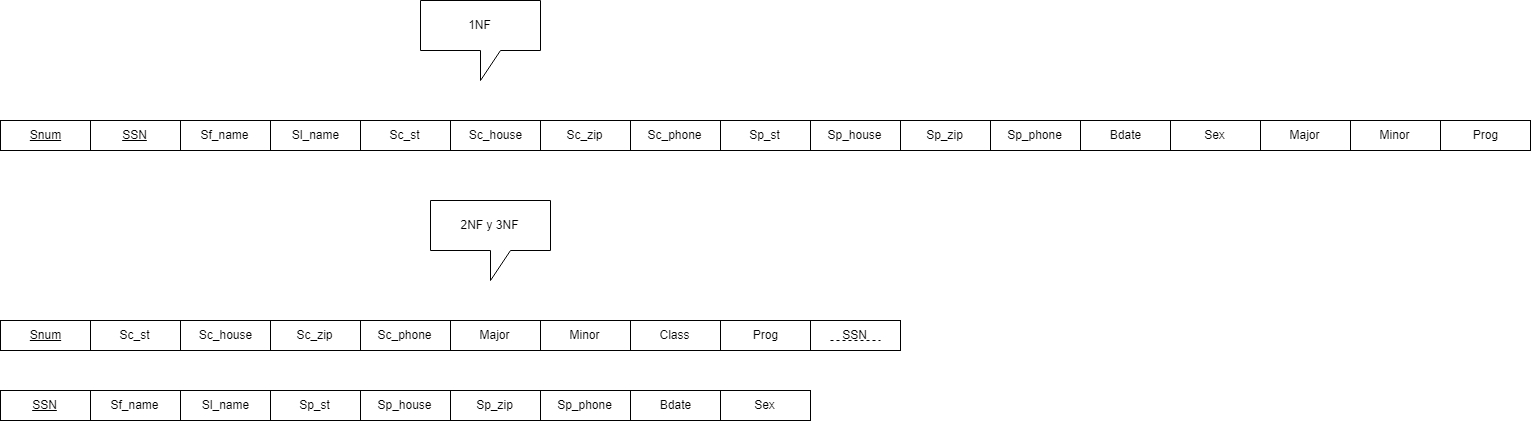 1NF
Snum SSN Sf_name Sl_name Sc_st Sc_house Sc_zip Sc_phone Sp_st Sp_house Sp_zip Sp_phone Bdate Sex Major Minor Prog
2NF y 3NF
Snum Sc_st Sc_house Sc_zip Sc_phone Major Minor Class Prog SSN
SSN Sf_name Sl_name Sp_st Sp_house Sp_zip Sp_phone Bdate Sex